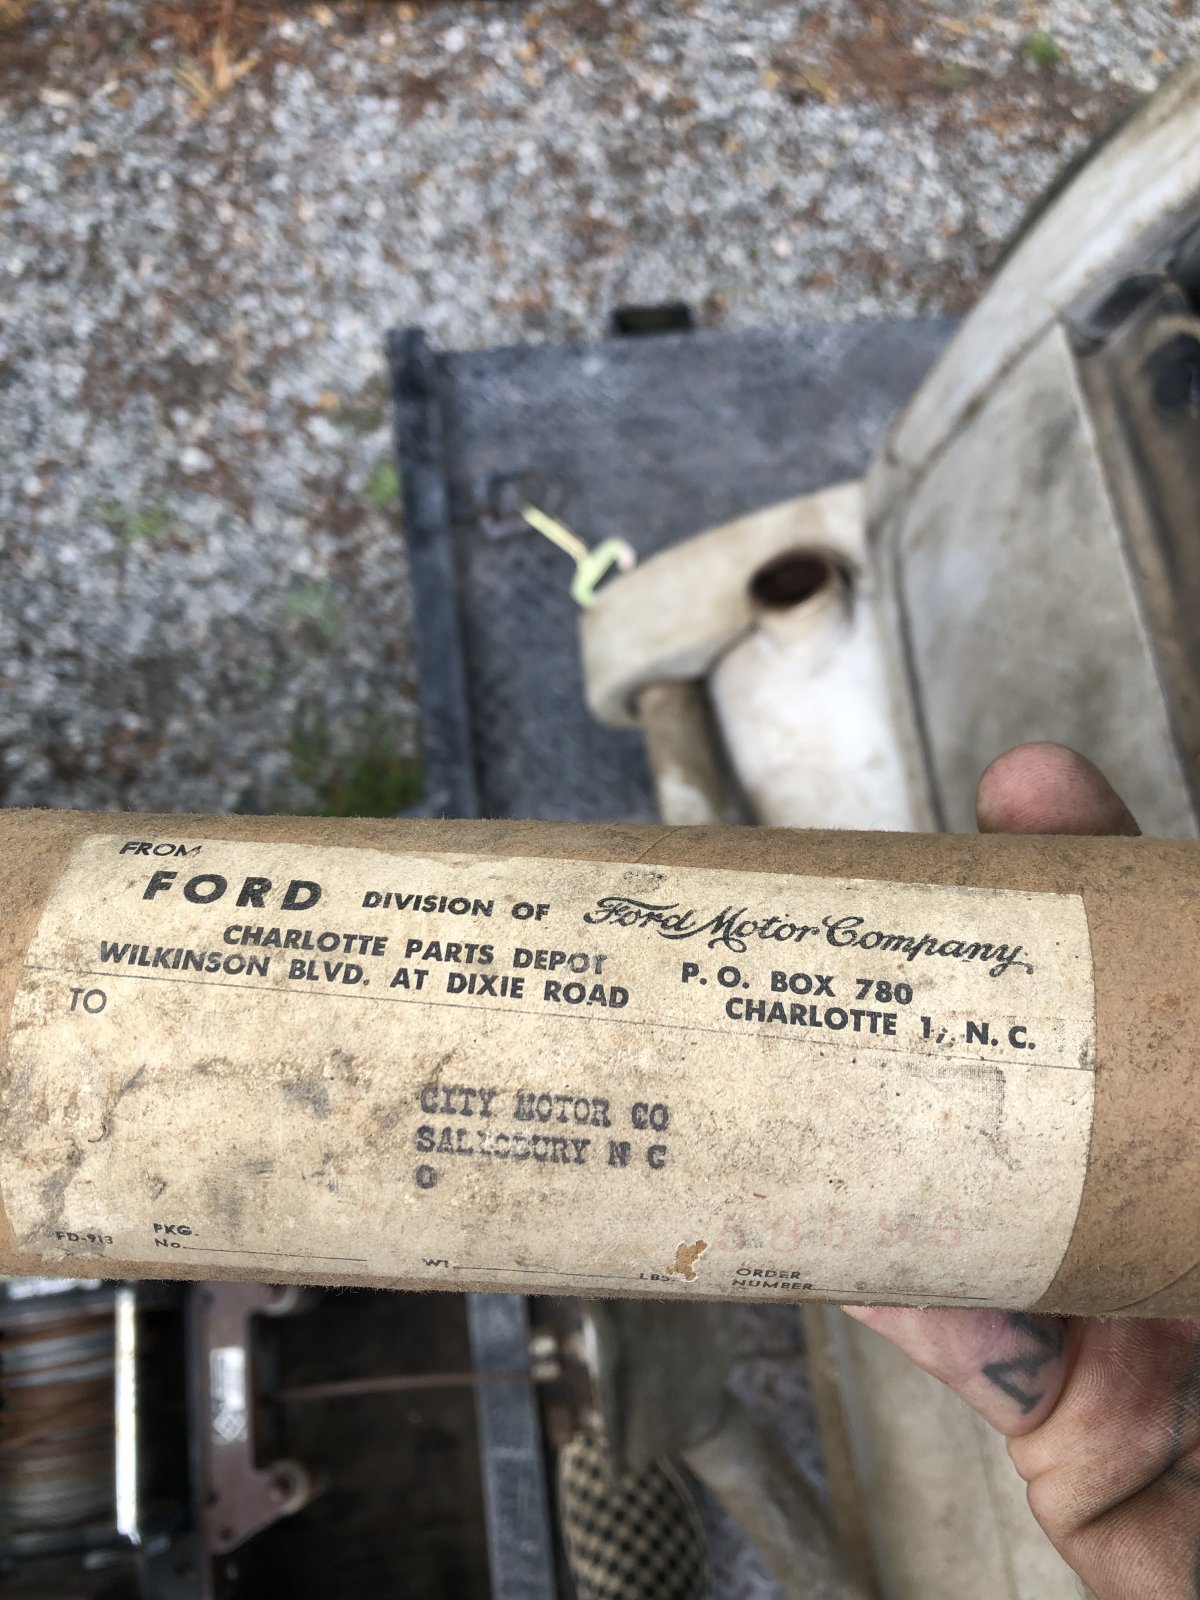 FROM
FORD DIVISION OF Ford Motor Company
CHARLOTTE PARTS DEPOT P. O. BOX 780
WILKINSON BLVD. AT DIXIE ROAD CHARLOTTE 1, N. C.
TO
CITY MOTOR CO
SALISBURY N C
O
FD-913 PKG. No. WT. LBS. ORDER NUMBER